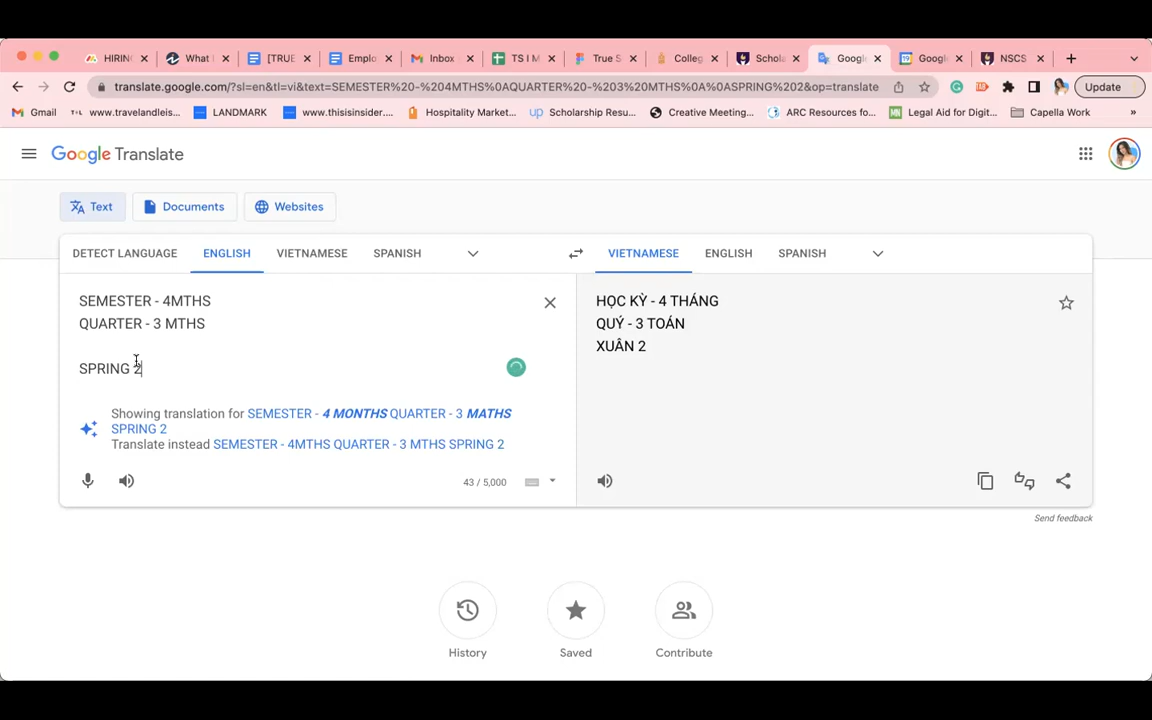 HIRING
What
[TRUE
Emplo
Inbox
TS I M
True S
Colleg
Schola
Google
Google
NSCS
translate.google.com/?sl=en&tl=vi&text=SEMESTER%20-%204MTHS%0AQUARTER%20-%203%20MTHS%0A%0ASPRING%202&op=translate
Update
Gmail
www.travelandleis...
LANDMARK
www.thisisinsider....
Hospitality Market...
Scholarship Resu...
Creative Meeting...
ARC Resources fo...
Legal Aid for Digit...
Capella Work
»
Google Translate
Text
Documents
Websites
DETECT LANGUAGE
ENGLISH
VIETNAMESE
SPANISH
VIETNAMESE
ENGLISH
SPANISH
SEMESTER - 4MTHS
QUARTER - 3 MTHS
SPRING 2
Showing translation for SEMESTER - 4 MONTHS QUARTER - 3 MATHS
SPRING 2
Translate instead SEMESTER - 4MTHS QUARTER - 3 MTHS SPRING 2
43 / 5,000
HỌC KỲ - 4 THÁNG
QUÝ - 3 TOÁN
XUÂN 2
Send feedback
History
Saved
Contribute